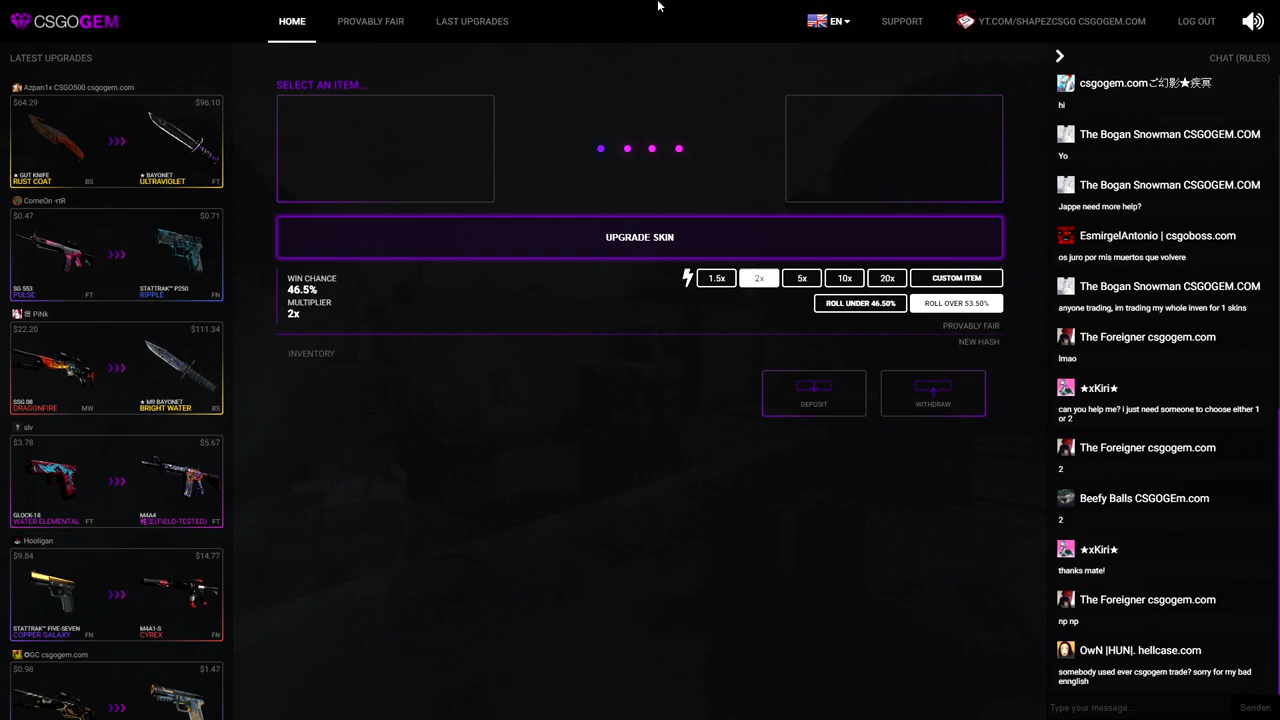 CSGOGEM
HOME
PROVABLY FAIR
LAST UPGRADES
EN
SUPPORT
YT.COM/SHAPEZCSGO CSGOGEM.COM
LOG OUT
LATEST UPGRADES
Azpan1x CSGO500 csgogem.com
$64.29 $96.10
★ GUT KNIFE ★ BAYONET
RUST COAT BS ULTRAVIOLET FT
ComeOn -rtR
$0.47 $0.71
SG 553 STATTRAK™ P250
PULSE FT RIPPLE FN
PiNk
$22.20 $111.34
SSG 08 ★ M9 BAYONET
DRAGONFIRE MW BRIGHT WATER BS
slv
$3.78 $5.67
GLOCK-18 M4A4
WATER ELEMENTAL FT (FIELD-TESTED) FT
Hooligan
$9.84 $14.77
STATTRAK™ FIVE-SEVEN M4A1-S
COPPER GALAXY FN CYREX FN
GC csgogem.com
$0.98 $1.47
SELECT AN ITEM...
UPGRADE SKIN
WIN CHANCE
46.5%
MULTIPLIER
2x
1.5x 2x 5x 10x 20x CUSTOM ITEM
ROLL UNDER 46.50% ROLL OVER 53.50%
PROVABLY FAIR
NEW HASH
INVENTORY
DEPOSIT WITHDRAW
CHAT (RULES)
csgogem.comご幻影★疾冥
hi
The Bogan Snowman CSGOGEM.COM
Yo
The Bogan Snowman CSGOGEM.COM
Jappe need more help?
EsmirgelAntonio | csgoboss.com
os juro por mis muertos que volvere
The Bogan Snowman CSGOGEM.COM
anyone trading, im trading my whole inven for 1 skins
The Foreigner csgogem.com
lmao
★xKiri★
can you help me? i just need someone to choose either 1
or 2
The Foreigner csgogem.com
2
Beefy Balls CSGOGEm.com
2
★xKiri★
thanks mate!
The Foreigner csgogem.com
np np
OwN |HUN|. hellcase.com
somebody used ever csgogem trade? sorry for my bad
ennglish
Type your message... Senden